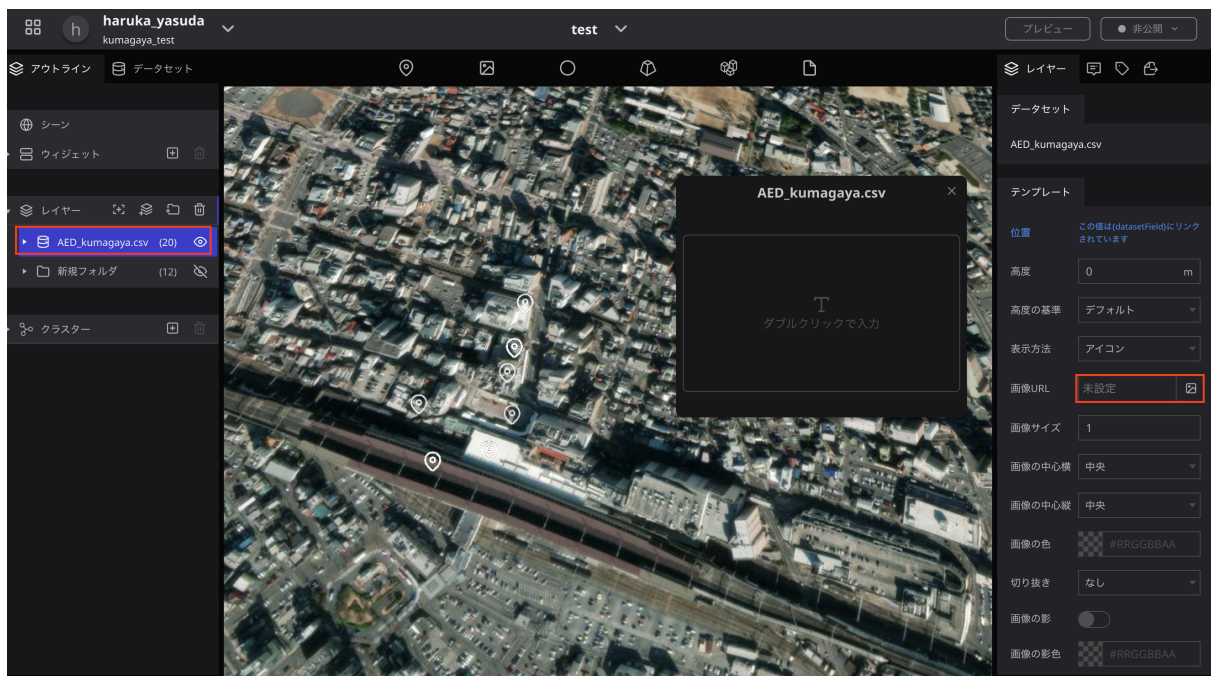 h
haruka_yasuda
kumagaya_test
test
プレビュー
非公開
アウトライン
データセット
レイヤー
シーン
ウィジェット
レイヤー
AED_kumagaya.csv (20)
新規フォルダ (12)
クラスター
AED_kumagaya.csv
T
ダブルクリックで入力
データセット
AED_kumagaya.csv
テンプレート
位置 この値は{datasetField}にリンク
されています
高度 0 m
高度の基準 デフォルト
表示方法 アイコン
画像URL 未設定
画像サイズ 1
画像の中心横 中央
画像の中心縦 中央
画像の色 #RRGGBBAA
切り抜き なし
画像の影
画像の影色 #RRGGBBAA